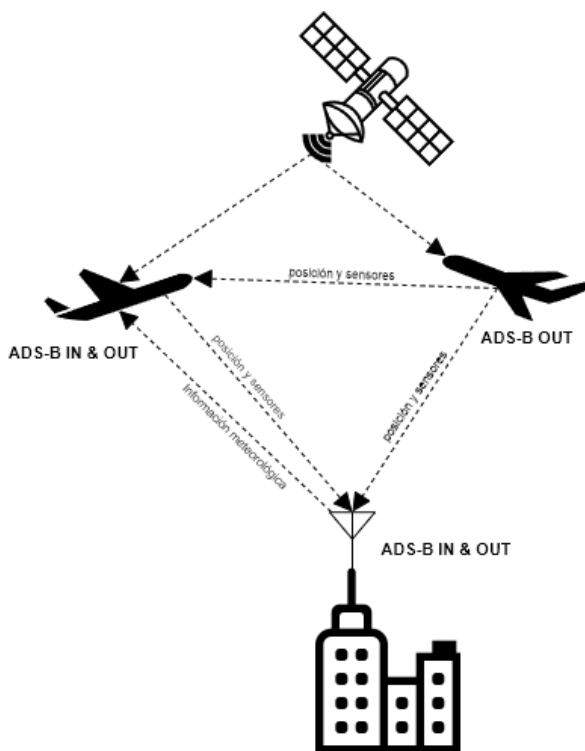 posición y sensores
ADS-B IN & OUT
ADS-B OUT
posición y sensores
posición y sensores
Información meteorológica
ADS-B IN & OUT